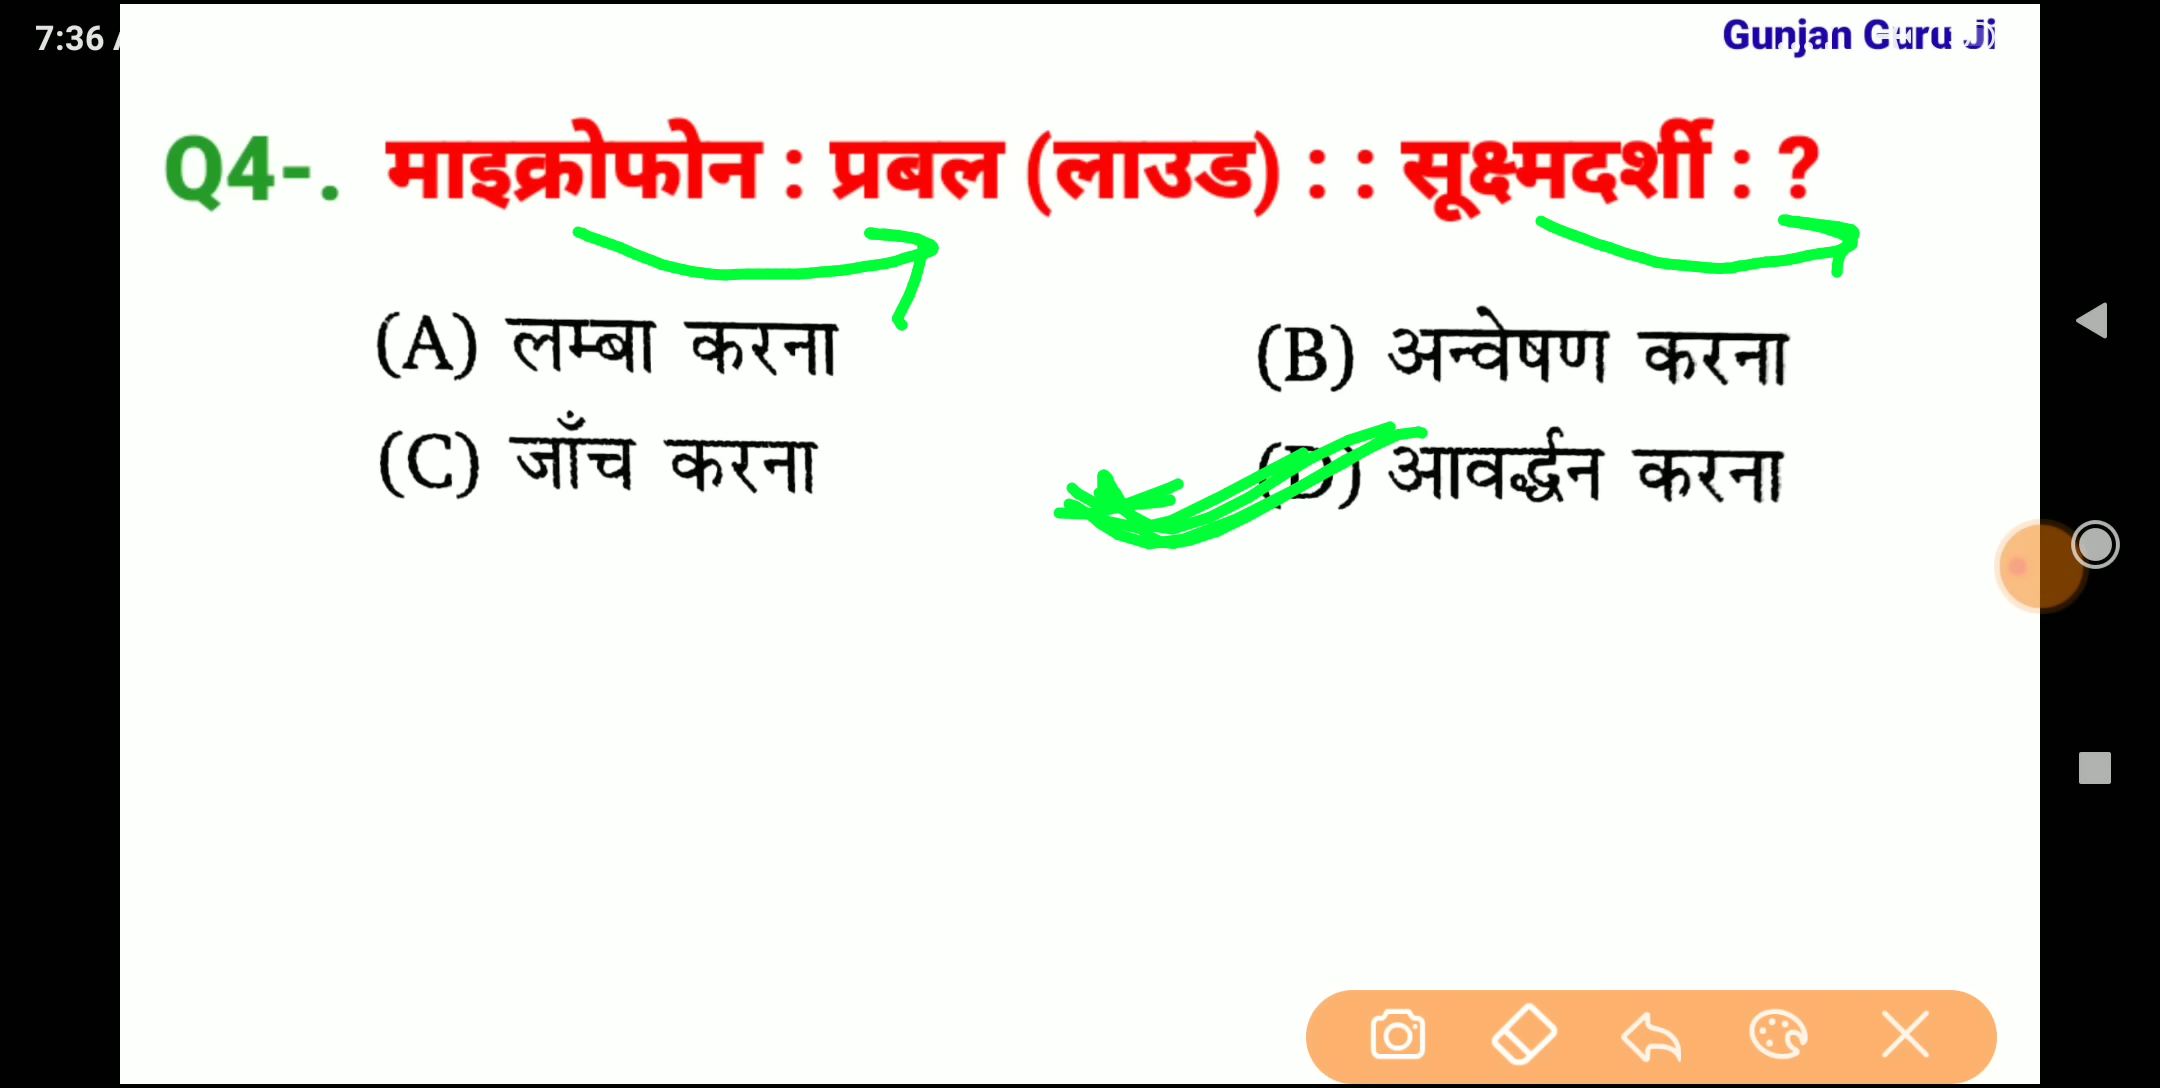 7:36
Gunjan Guru Ji
Q4-. माइक्रोफोन : प्रबल (लाउड) : : सूक्ष्मदर्शी : ?
(A) लम्बा करना (B) अन्वेषण करना
(C) जाँच करना (D) आवर्द्धन करना